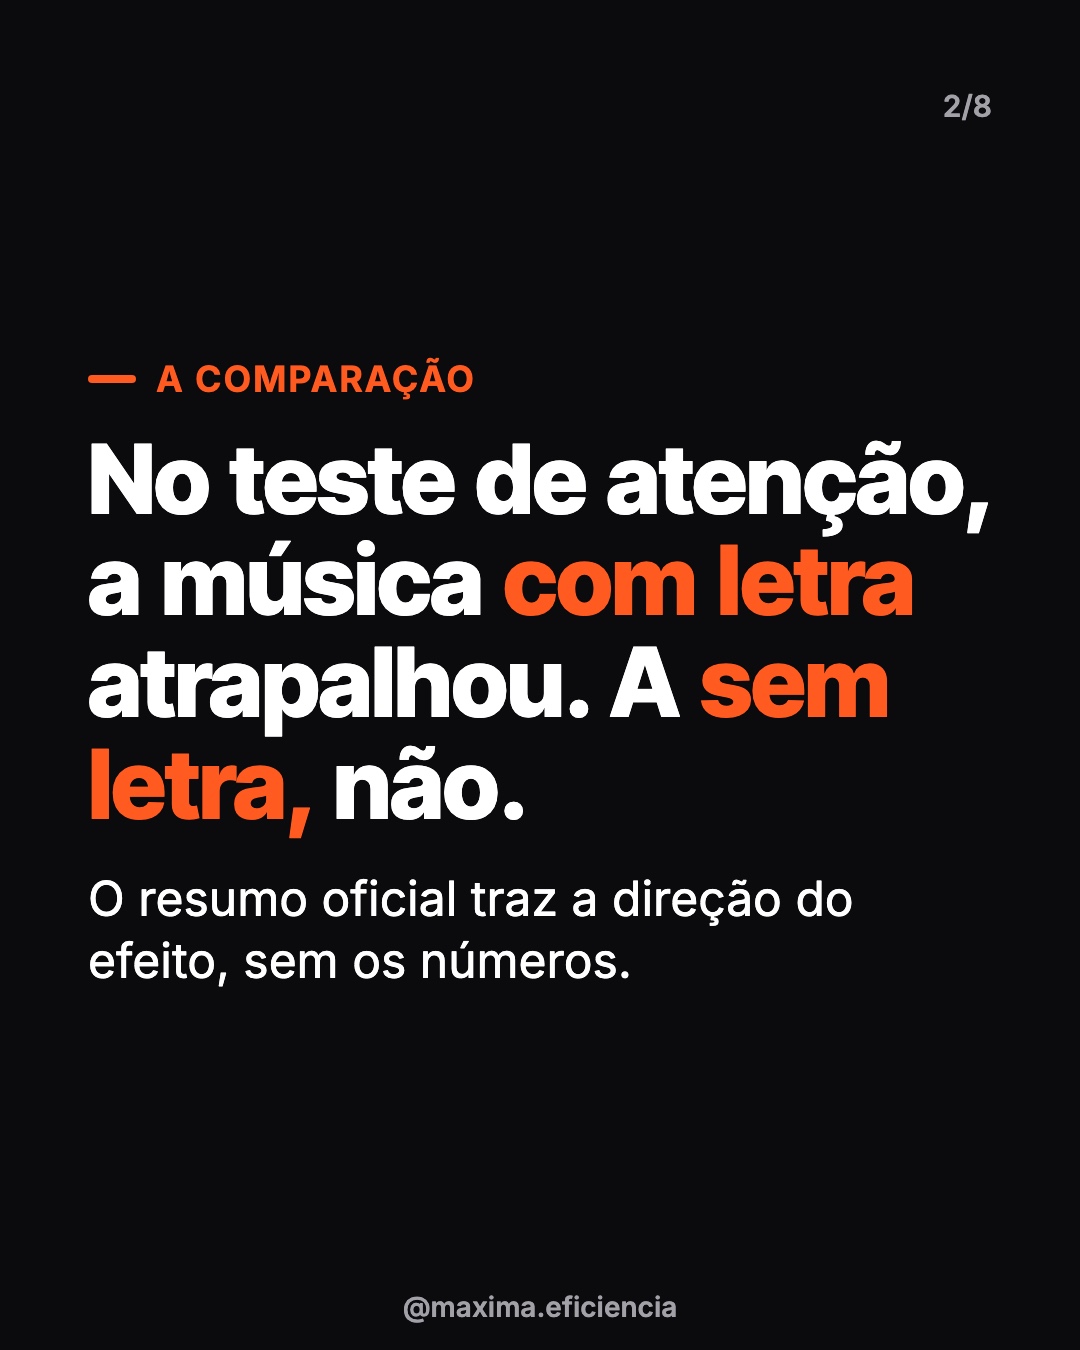 2/8
A COMPARAÇÃO
No teste de atenção,
a música com letra
atrapalhou. A sem
letra, não.
O resumo oficial traz a direção do
efeito, sem os números.
@maxima.eficiencia